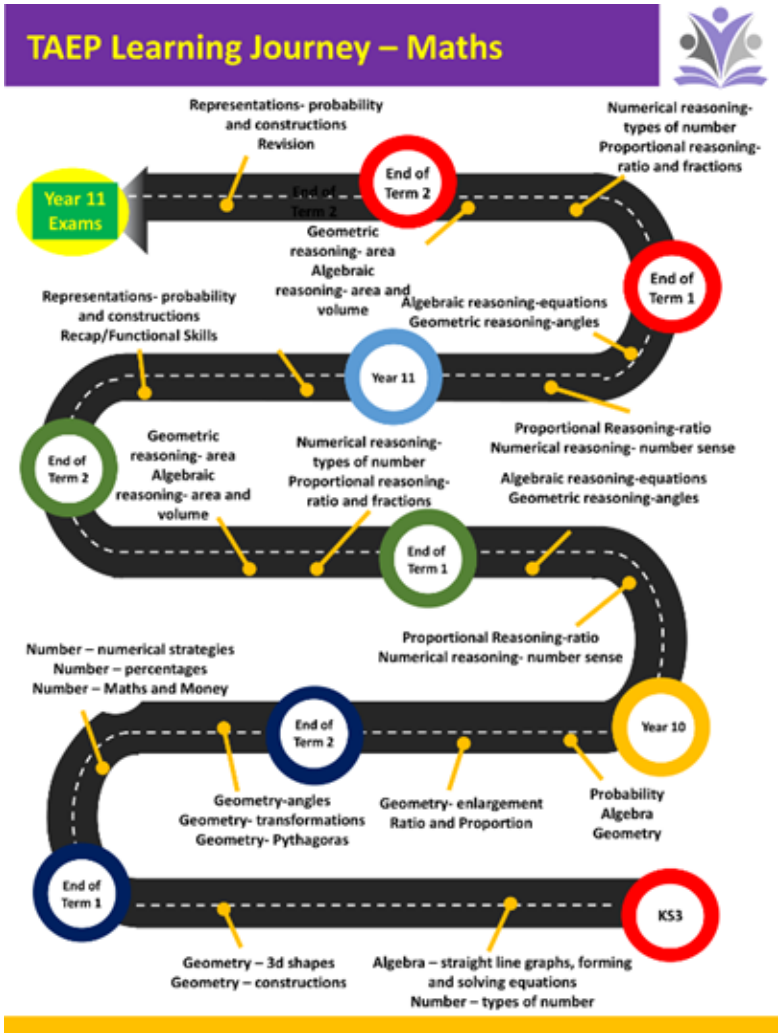 TAEP Learning Journey – Maths
Representations- probability
and constructions
Revision
Numerical reasoning-
types of number
Proportional reasoning-
ratio and fractions
End of
Term 2
Year 11
Exams
End of
Term 2
Geometric
reasoning- area
Algebraic
reasoning- area and
volume
End of
Term 1
Algebraic reasoning-equations
Geometric reasoning-angles
Representations- probability
and constructions
Recap/Functional Skills
Year 11
Proportional Reasoning-ratio
Numerical reasoning- number sense
Geometric
reasoning- area
Algebraic
reasoning- area and
volume
Numerical reasoning-
types of number
Proportional reasoning-
ratio and fractions
Algebraic reasoning-equations
Geometric reasoning-angles
End of
Term 2
End of
Term 1
Proportional Reasoning-ratio
Numerical reasoning- number sense
Number – numerical strategies
Number – percentages
Number – Maths and Money
End of
Term 2
Year 10
Geometry-angles
Geometry- transformations
Geometry- Pythagoras
Geometry- enlargement
Ratio and Proportion
Probability
Algebra
Geometry
End of
Term 1
KS3
Geometry – 3d shapes
Geometry – constructions
Algebra – straight line graphs, forming
and solving equations
Number – types of number